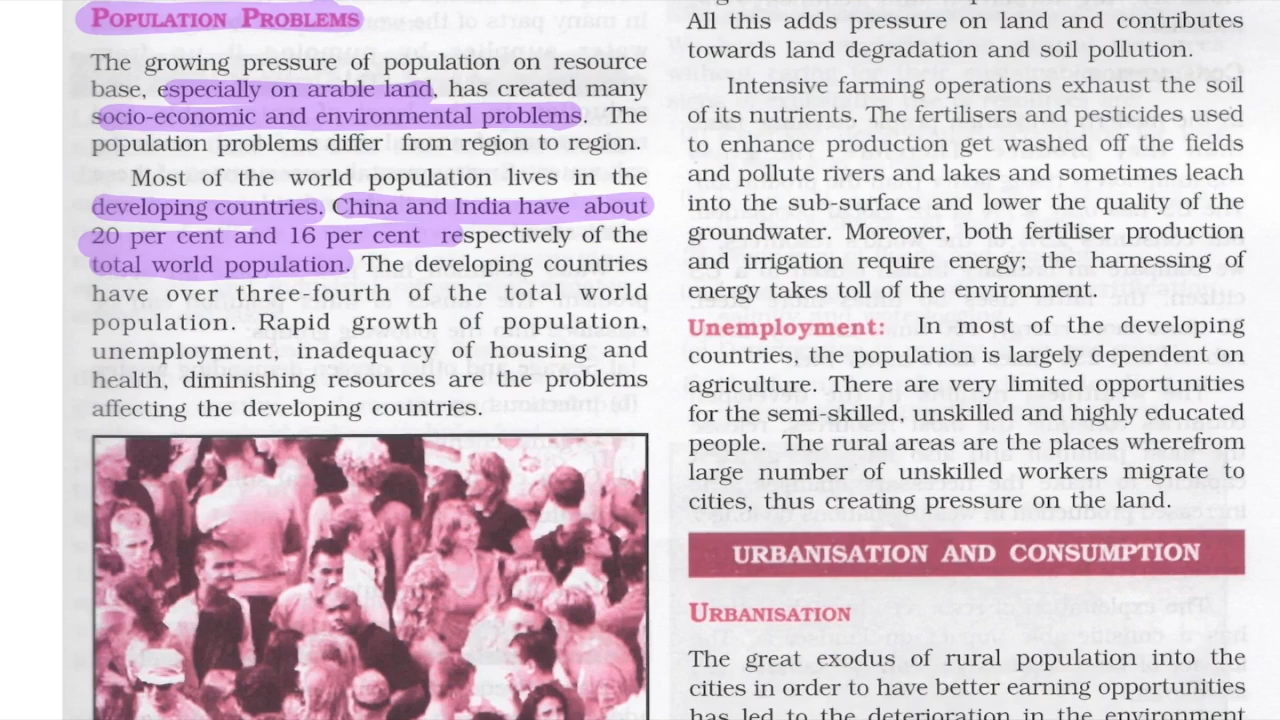 POPULATION PROBLEMS
The growing pressure of population on resource
base, especially on arable land, has created many
socio-economic and environmental problems. The
population problems differ from region to region.
Most of the world population lives in the
developing countries. China and India have about
20 per cent and 16 per cent respectively of the
total world population. The developing countries
have over three-fourth of the total world
population. Rapid growth of population,
unemployment, inadequacy of housing and
health, diminishing resources are the problems
affecting the developing countries.
All this adds pressure on land and contributes
towards land degradation and soil pollution.
Intensive farming operations exhaust the soil
of its nutrients. The fertilisers and pesticides used
to enhance production get washed off the fields
and pollute rivers and lakes and sometimes leach
into the sub-surface and lower the quality of the
groundwater. Moreover, both fertiliser production
and irrigation require energy; the harnessing of
energy takes toll of the environment.
Unemployment: In most of the developing
countries, the population is largely dependent on
agriculture. There are very limited opportunities
for the semi-skilled, unskilled and highly educated
people. The rural areas are the places wherefrom
large number of unskilled workers migrate to
cities, thus creating pressure on the land.
URBANISATION AND CONSUMPTION
URBANISATION
The great exodus of rural population into the
cities in order to have better earning opportunities
has led to the deterioration in the environment